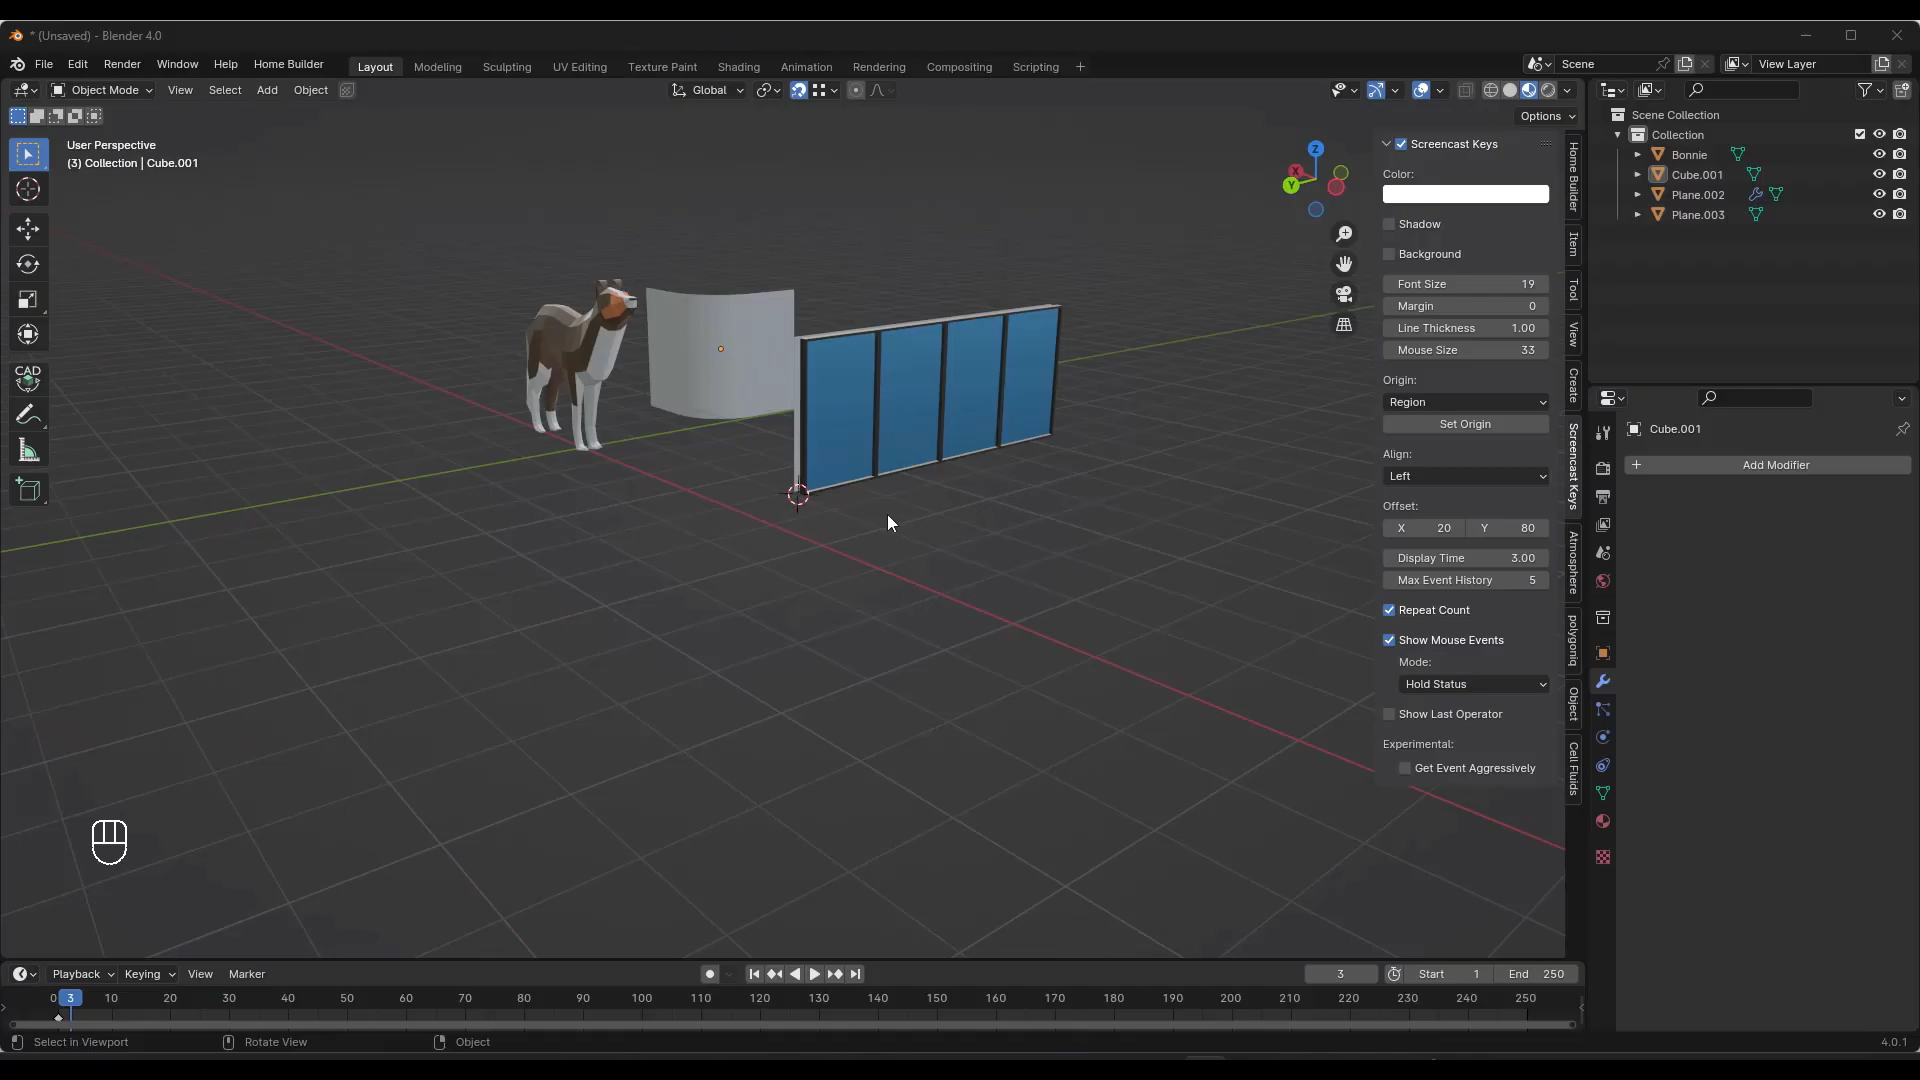 * (Unsaved) - Blender 4.0
File Edit Render Window Help Home Builder
Layout Modeling Sculpting UV Editing Texture Paint Shading Animation Rendering Compositing Scripting +
Scene
View Layer
Object Mode View Select Add Object
Global
Options
User Perspective
(3) Collection | Cube.001
CAD
Z
X
Y
Screencast Keys
Color:
Shadow
Background
Font Size 19
Margin 0
Line Thickness 1.00
Mouse Size 33
Origin:
Region
Set Origin
Align:
Left
Offset:
X 20 Y 80
Display Time 3.00
Max Event History 5
Repeat Count
Show Mouse Events
Mode:
Hold Status
Show Last Operator
Experimental:
Get Event Aggressively
Home Builder
Item
Tool
View
Create
Screencast Keys
Atmosphere
polygoniq
Object
Cell Fluids
Scene Collection
Collection
Bonnie
Cube.001
Plane.002
Plane.003
Cube.001
+ Add Modifier
Playback Keying View Marker
3
Start 1 End 250
0 3 10 20 30 40 50 60 70 80 90 100 110 120 130 140 150 160 170 180 190 200 210 220 230 240 250
Select in Viewport Rotate View Object
4.0.1